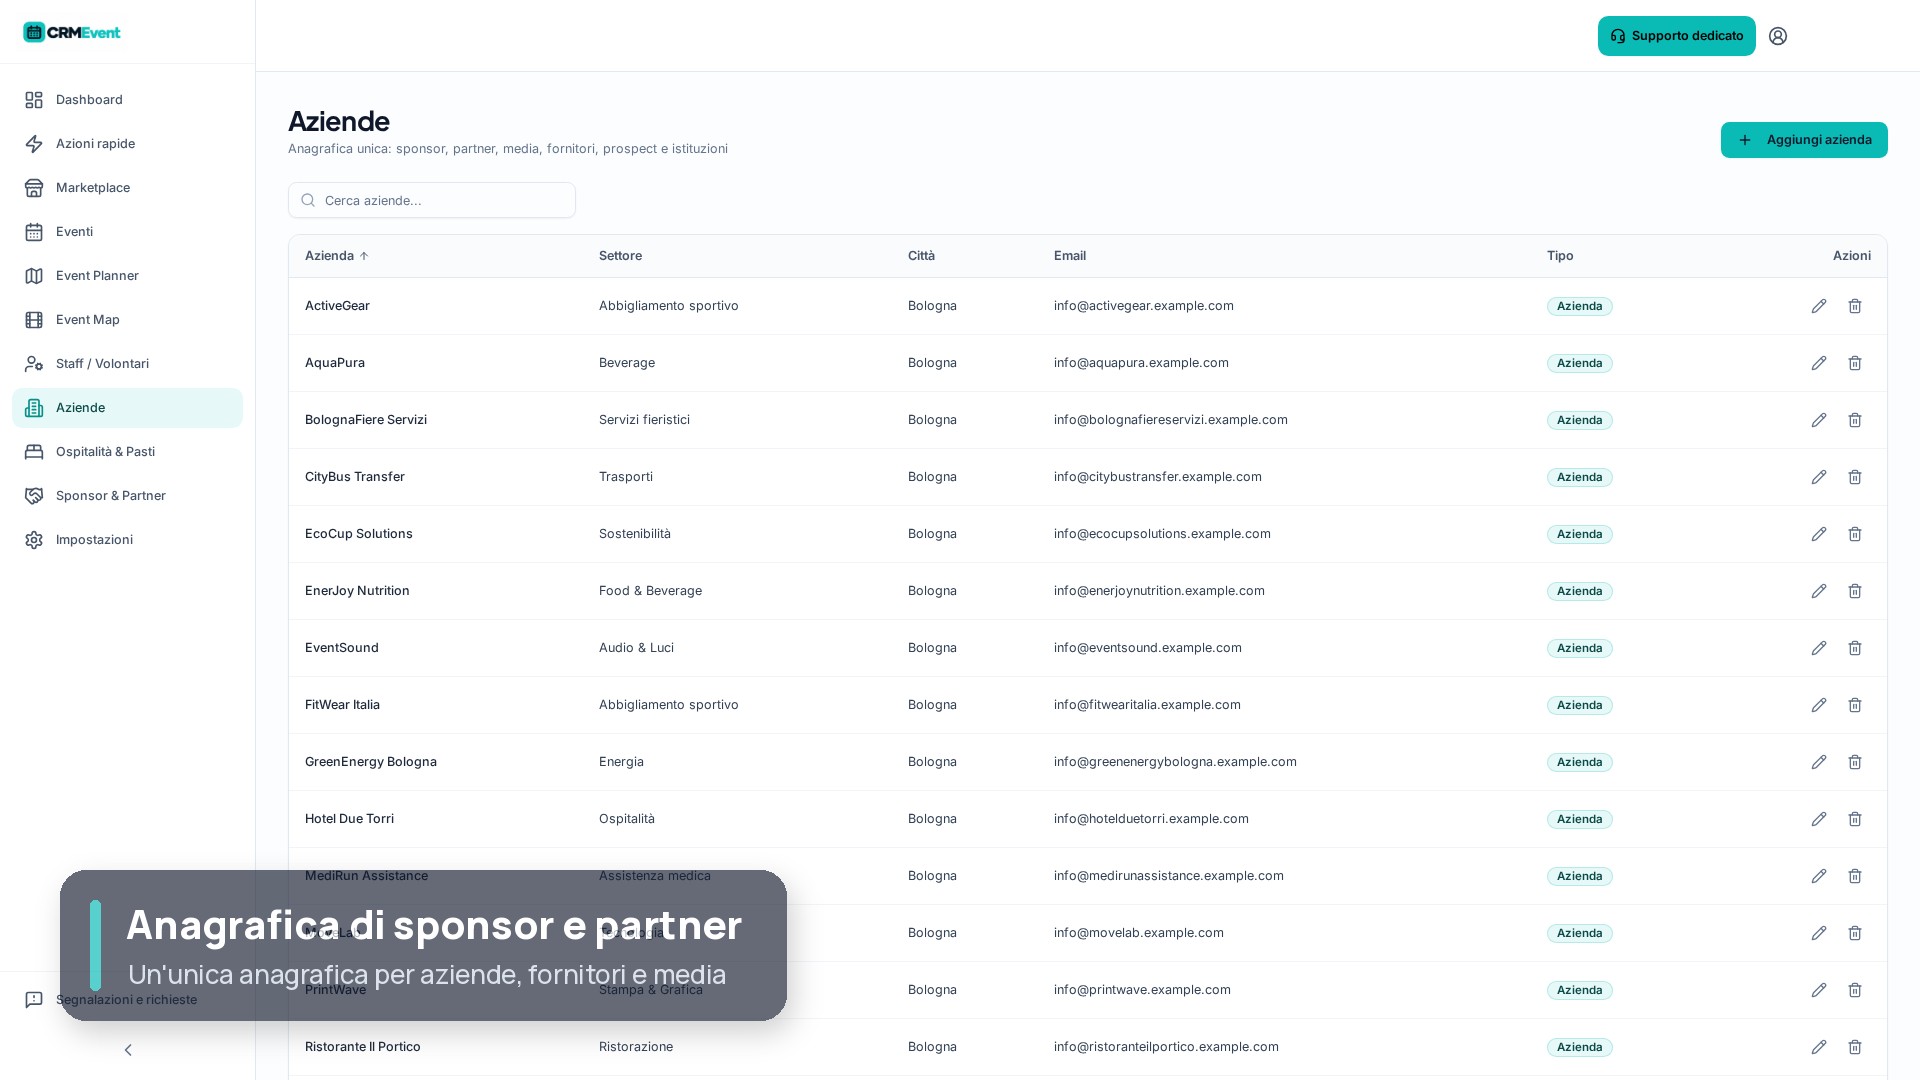 CRMEvent
Supporto dedicato
Dashboard
Azioni rapide
Marketplace
Eventi
Event Planner
Event Map
Staff / Volontari
Aziende
Ospitalità & Pasti
Sponsor & Partner
Impostazioni
Segnalazioni e richieste
Aziende
Anagrafica unica: sponsor, partner, media, fornitori, prospect e istituzioni
Aggiungi azienda
Cerca aziende...
Azienda Settore Città Email Tipo Azioni
ActiveGear Abbigliamento sportivo Bologna info@activegear.example.com Azienda
AquaPura Beverage Bologna info@aquapura.example.com Azienda
BolognaFiere Servizi Servizi fieristici Bologna info@bolognafiereservizi.example.com Azienda
CityBus Transfer Trasporti Bologna info@citybustransfer.example.com Azienda
EcoCup Solutions Sostenibilità Bologna info@ecocupsolutions.example.com Azienda
EnerJoy Nutrition Food & Beverage Bologna info@enerjoynutrition.example.com Azienda
EventSound Audio & Luci Bologna info@eventsound.example.com Azienda
FitWear Italia Abbigliamento sportivo Bologna info@fitwearitalia.example.com Azienda
GreenEnergy Bologna Energia Bologna info@greenenergybologna.example.com Azienda
Hotel Due Torri Ospitalità Bologna info@hotelduetorri.example.com Azienda
MediRun Assistance Assistenza medica Bologna info@medirunassistance.example.com Azienda
MoveLab Tecnologia Bologna info@movelab.example.com Azienda
PrintWave Stampa & Grafica Bologna info@printwave.example.com Azienda
Ristorante Il Portico Ristorazione Bologna info@ristoranteilportico.example.com Azienda
Anagrafica di sponsor e partner
Un'unica anagrafica per aziende, fornitori e media